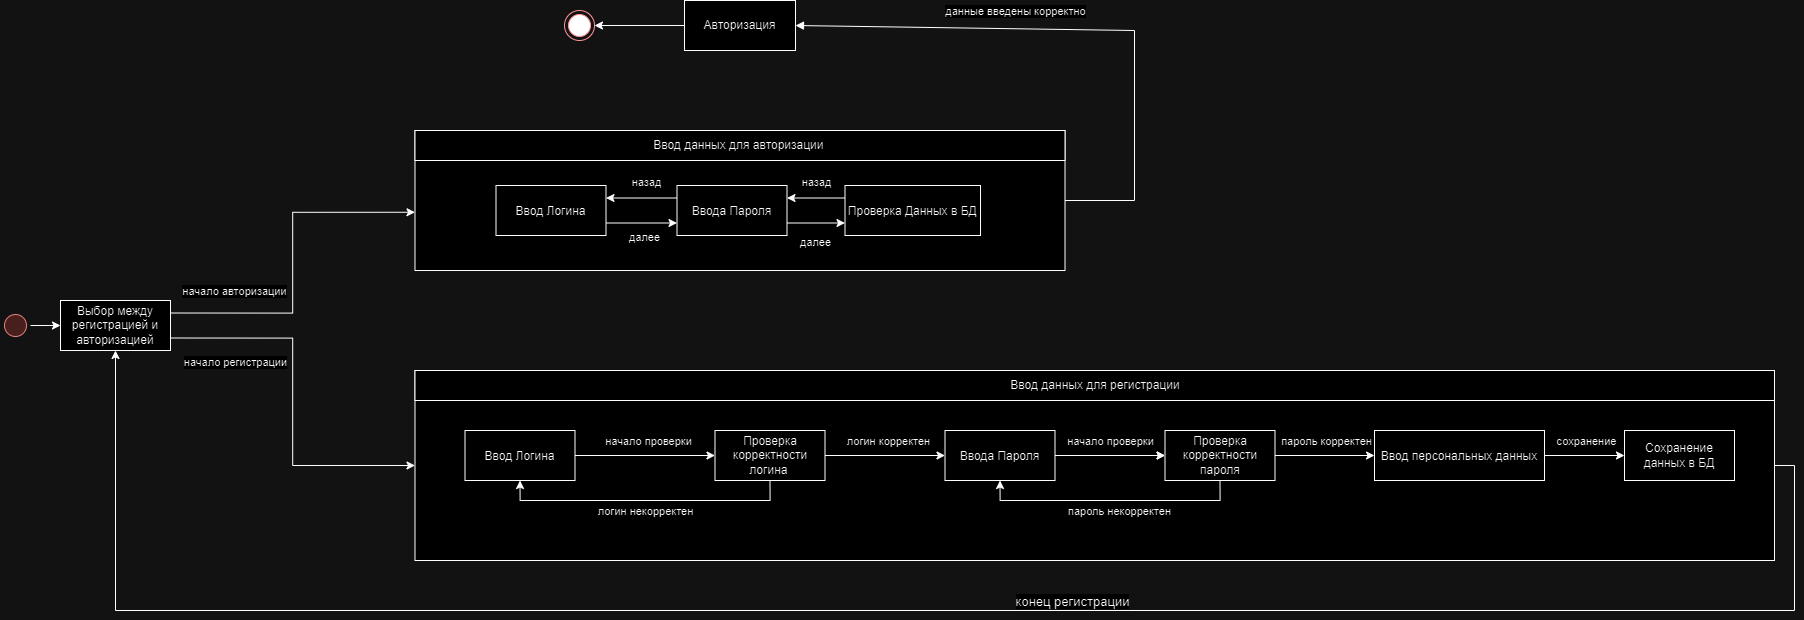 данные введены корректно
Авторизация
Ввод данных для авторизации
назад
назад
Ввод Логина
Ввода Пароля
Проверка Данных в БД
далее
далее
начало авторизации
Выбор между
регистрацией и
авторизацией
начало регистрации
Ввод данных для регистрации
Ввод Логина
начало проверки
Проверка
корректности
логина
логин корректен
Ввода Пароля
начало проверки
Проверка
корректности
пароля
пароль корректен
Ввод персональных данных
сохранение
Сохранение
данных в БД
логин некорректен
пароль некорректен
конец регистрации